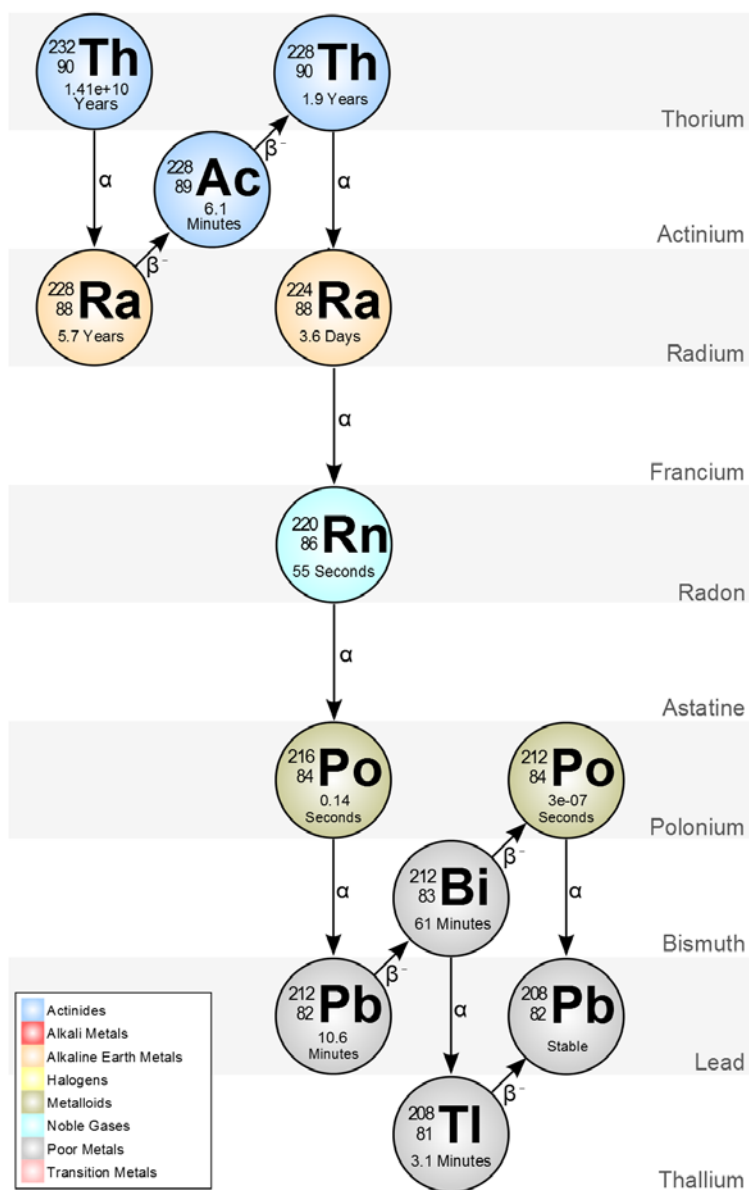 232
90
Th
1.41e+10
Years
228
90
Th
1.9 Years
Thorium
α
β⁻
228
89
Ac
6.1
Minutes
α
Actinium
β⁻
228
88
Ra
5.7 Years
224
88
Ra
3.6 Days
Radium
α
Francium
220
86
Rn
55 Seconds
Radon
α
Astatine
216
84
Po
0.14
Seconds
212
84
Po
3e-07
Seconds
Polonium
β⁻
α
212
83
Bi
61 Minutes
α
Bismuth
β⁻
212
82
Pb
10.6
Minutes
α
208
82
Pb
Stable
Lead
β⁻
208
81
Tl
3.1 Minutes
Thallium
Actinides
Alkali Metals
Alkaline Earth Metals
Halogens
Metalloids
Noble Gases
Poor Metals
Transition Metals